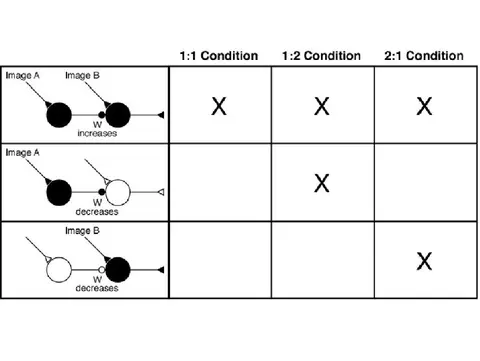 1:1 Condition 1:2 Condition 2:1 Condition
Image A Image B
W
increases
X X X
Image A
W
decreases
X
Image B
W
decreases
X